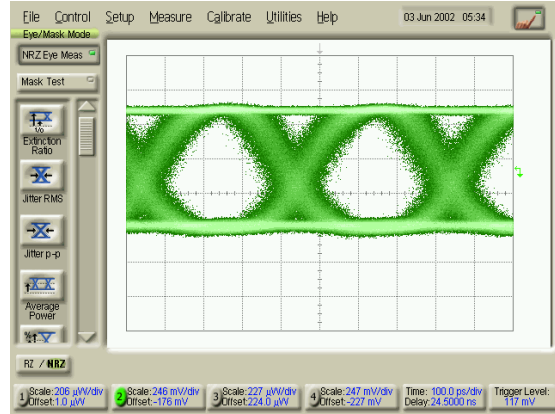 File Control Setup Measure Calibrate Utilities Help 03 Jun 2002 05:34
Eye/Mask Mode
NRZ Eye Meas
Mask Test
Extinction
Ratio
Jitter RMS
Jitter p-p
Average
Power
RZ / NRZ
1 Scale:206 µW/div
Offset:1.0 µW
2 Scale:246 mV/div
Offset:-176 mV
3 Scale:227 µW/div
Offset:224.0 µW
4 Scale:247 mV/div
Offset:-227 mV
Time: 100.0 ps/div
Delay:24.5000 ns
Trigger Level:
117 mV